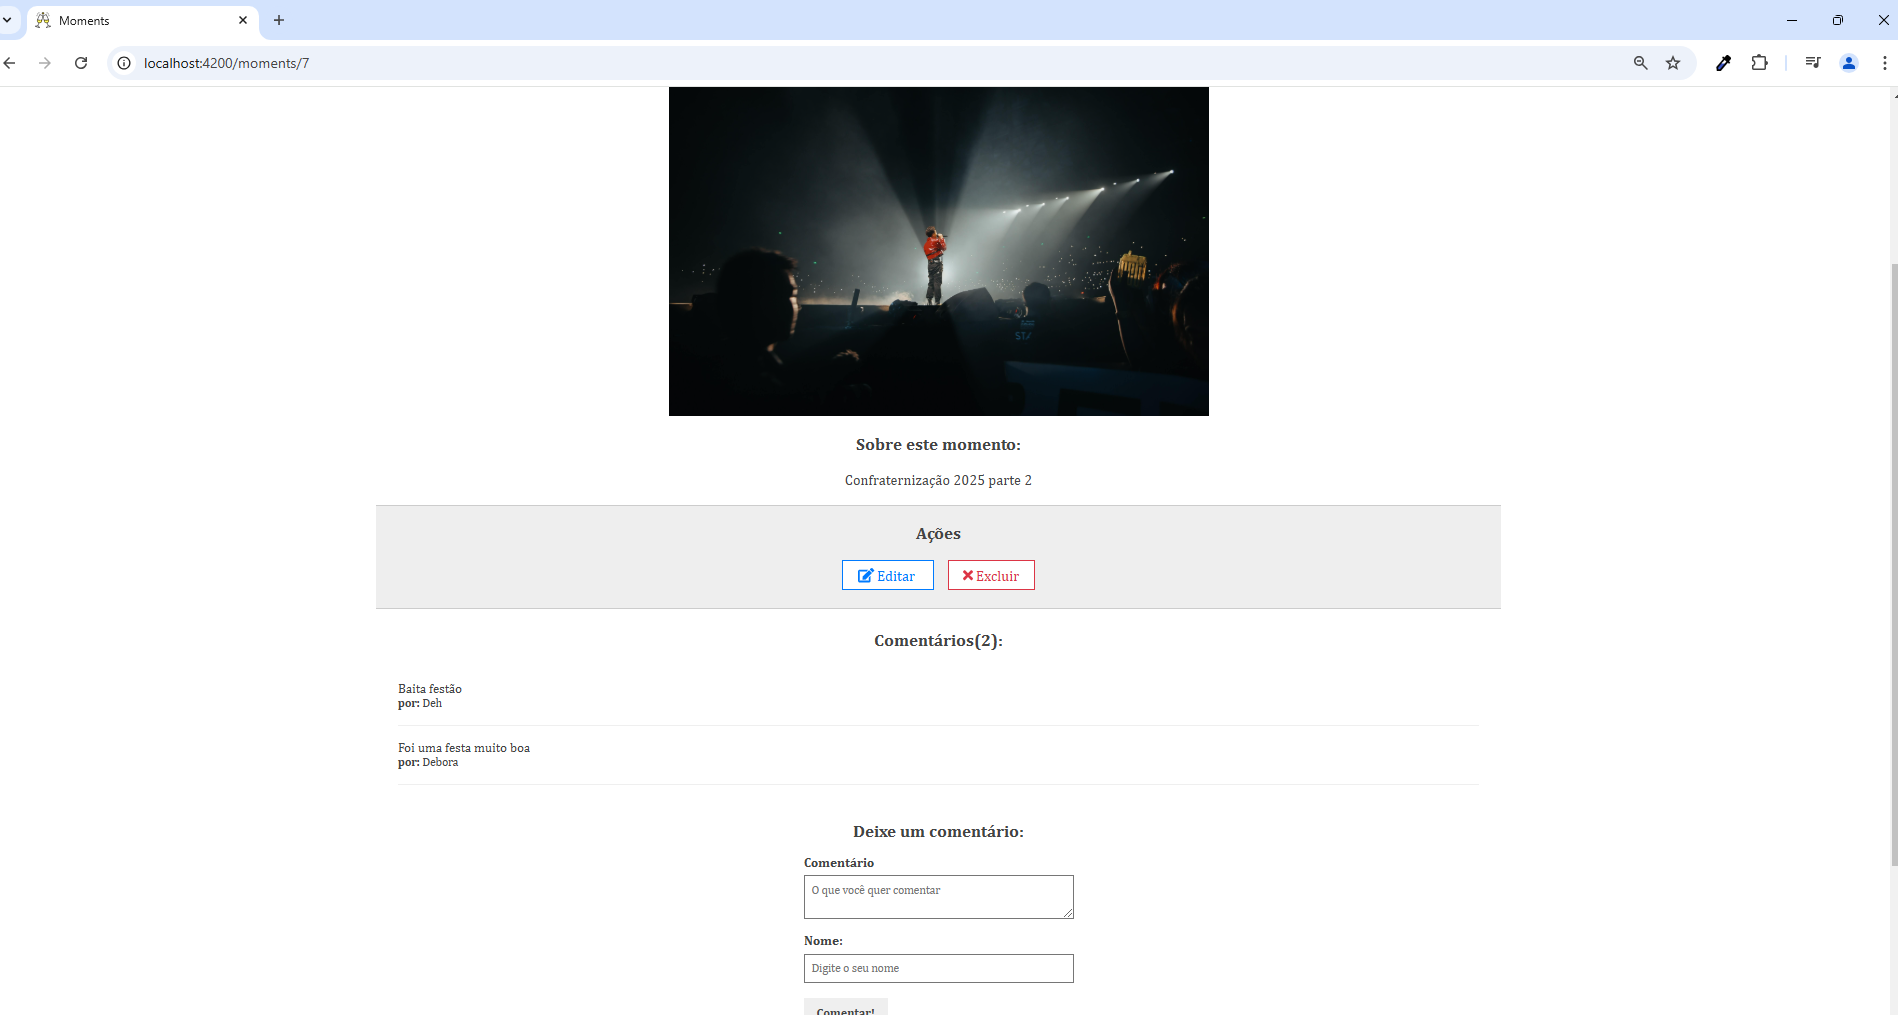 Moments
localhost:4200/moments/7
ST/
Sobre este momento:
Confraternização 2025 parte 2
Ações
Editar
Excluir
Comentários(2):
Baita festão
por: Deh
Foi uma festa muito boa
por: Debora
Deixe um comentário:
Comentário
O que você quer comentar
Nome:
Digite o seu nome
Comentar!